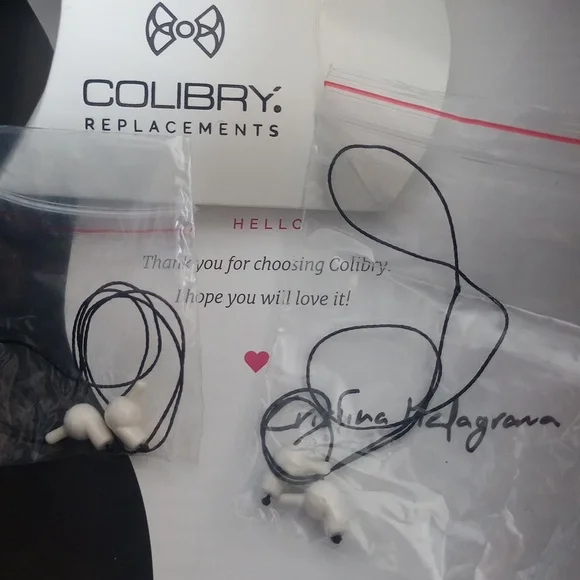 COLIBRY.
REPLACEMENTS
HELLO
Thank you for choosing Colibry.
I hope you will love it!